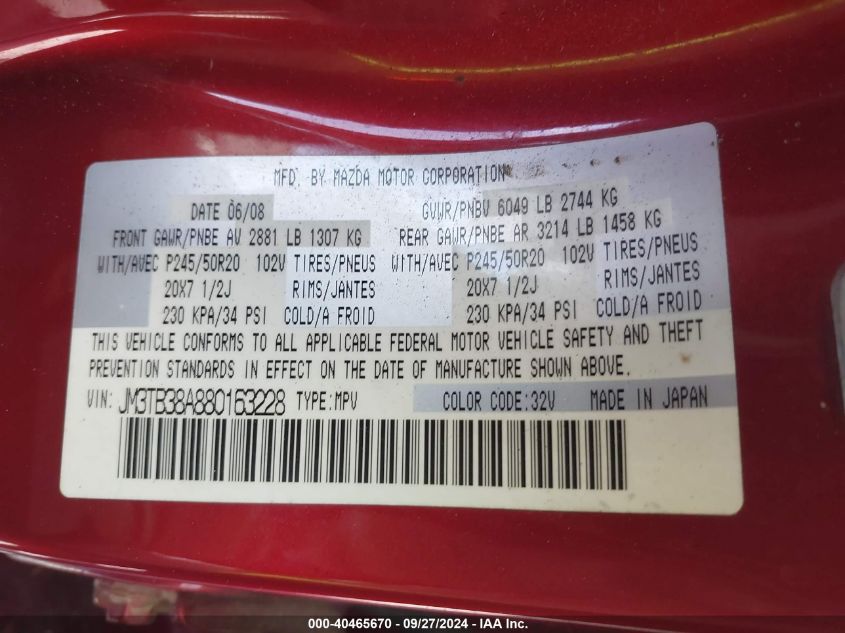 MFD. BY MAZDA MOTOR CORPORATION
DATE 06/08 GVWR/PNBV 6049 LB 2744 KG
FRONT GAWR/PNBE AV 2881 LB 1307 KG REAR GAWR/PNBE AR 3214 LB 1458 KG
WITH/AVEC P245/50R20 102V TIRES/PNEUS WITH/AVEC P245/50R20 102V TIRES/PNEUS
20X7 1/2J RIMS/JANTES 20X7 1/2J RIMS/JANTES
230 KPA/34 PSI COLD/A FROID 230 KPA/34 PSI COLD/A FROID
THIS VEHICLE CONFORMS TO ALL APPLICABLE FEDERAL MOTOR VEHICLE SAFETY AND THEFT
PREVENTION STANDARDS IN EFFECT ON THE DATE OF MANUFACTURE SHOWN ABOVE.
VIN: JM3TB38A880163228 TYPE:MPV COLOR CODE:32V MADE IN JAPAN
000-40465670 - 09/27/2024 - IAA Inc.